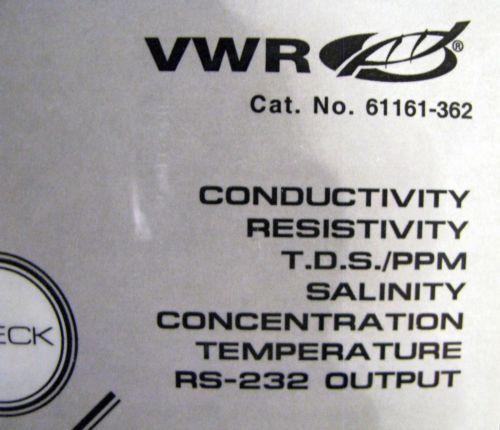 VWR ®
Cat. No. 61161-362
CONDUCTIVITY
RESISTIVITY
T.D.S./PPM
SALINITY
CONCENTRATION
ECK
TEMPERATURE
RS-232 OUTPUT